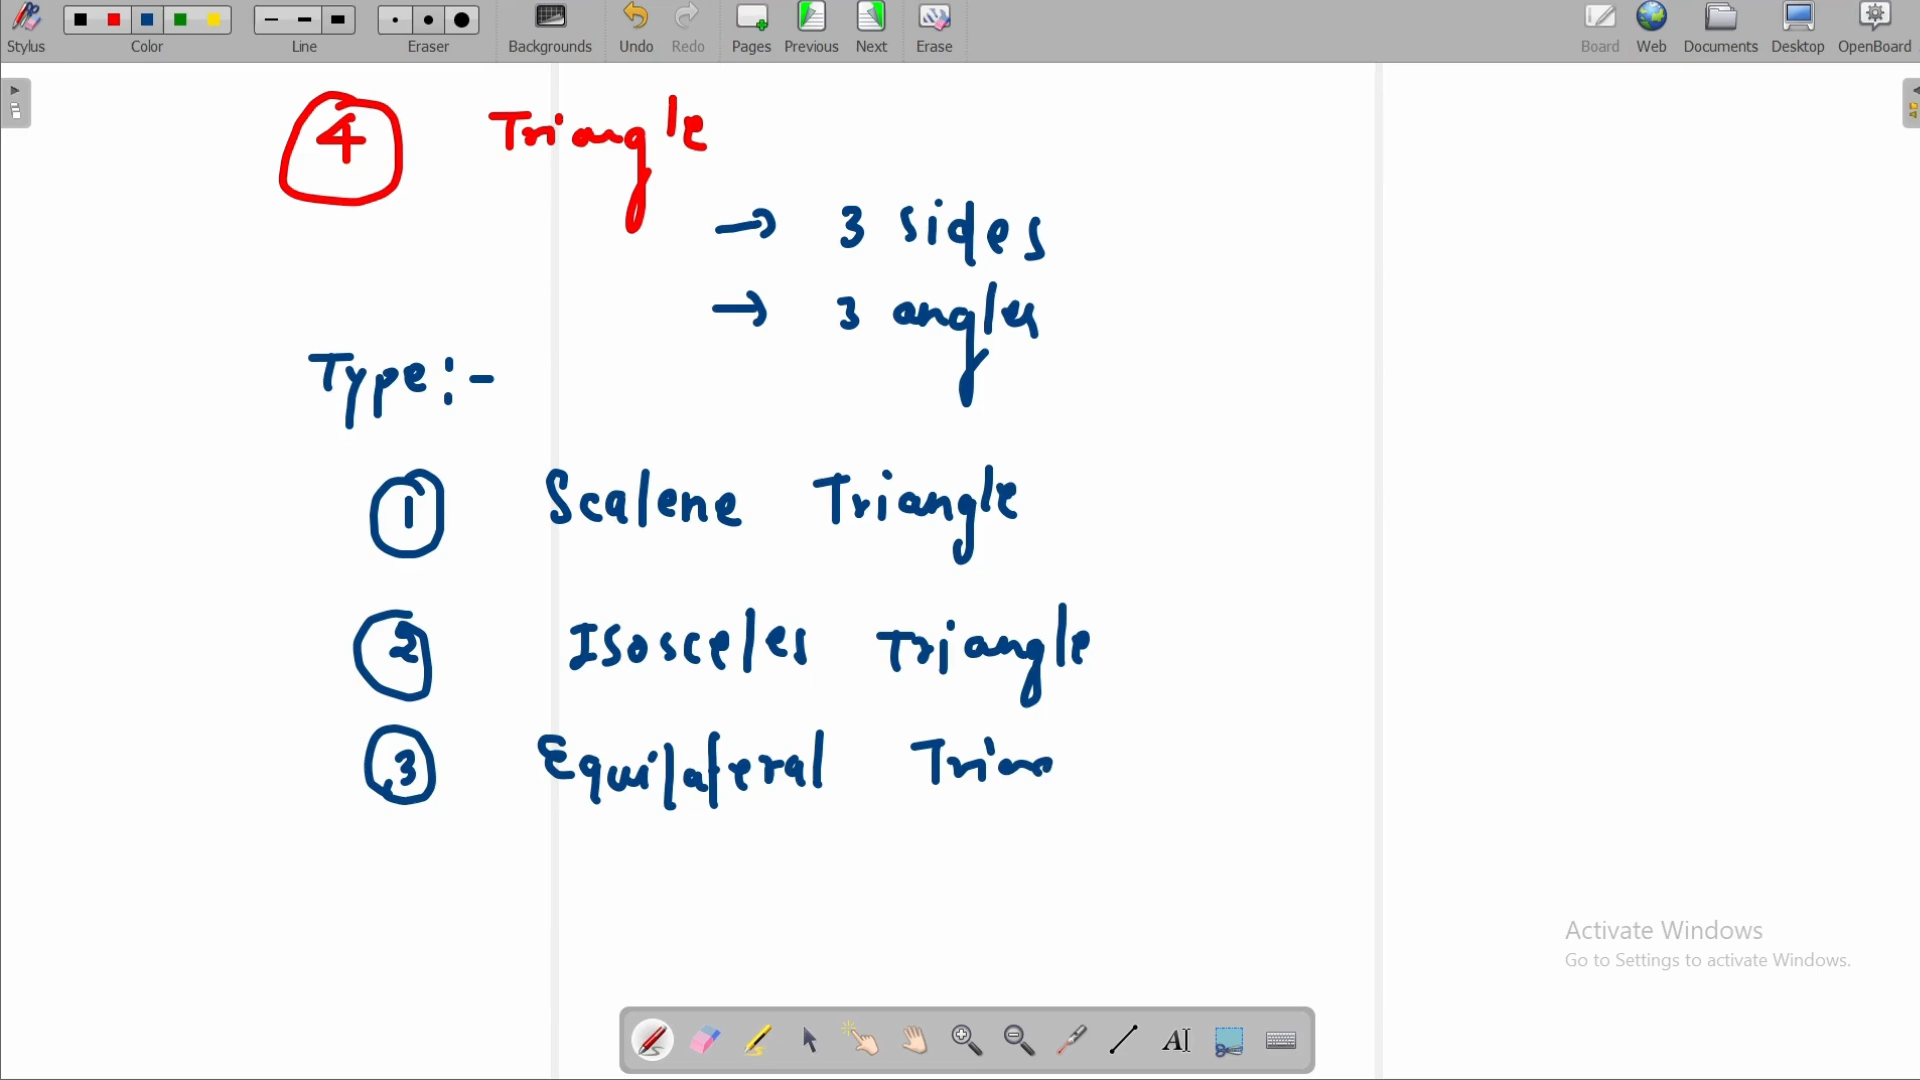 Stylus Color Line Eraser Backgrounds Undo Redo Pages Previous Next Erase Board Web Documents Desktop OpenBoard
4 Triangle
→ 3 sides
→ 3 angles
Type:-
1 Scalene Triangle
2 Isosceles Triangle
3 Equilateral Trian
Activate Windows
Go to Settings to activate Windows.